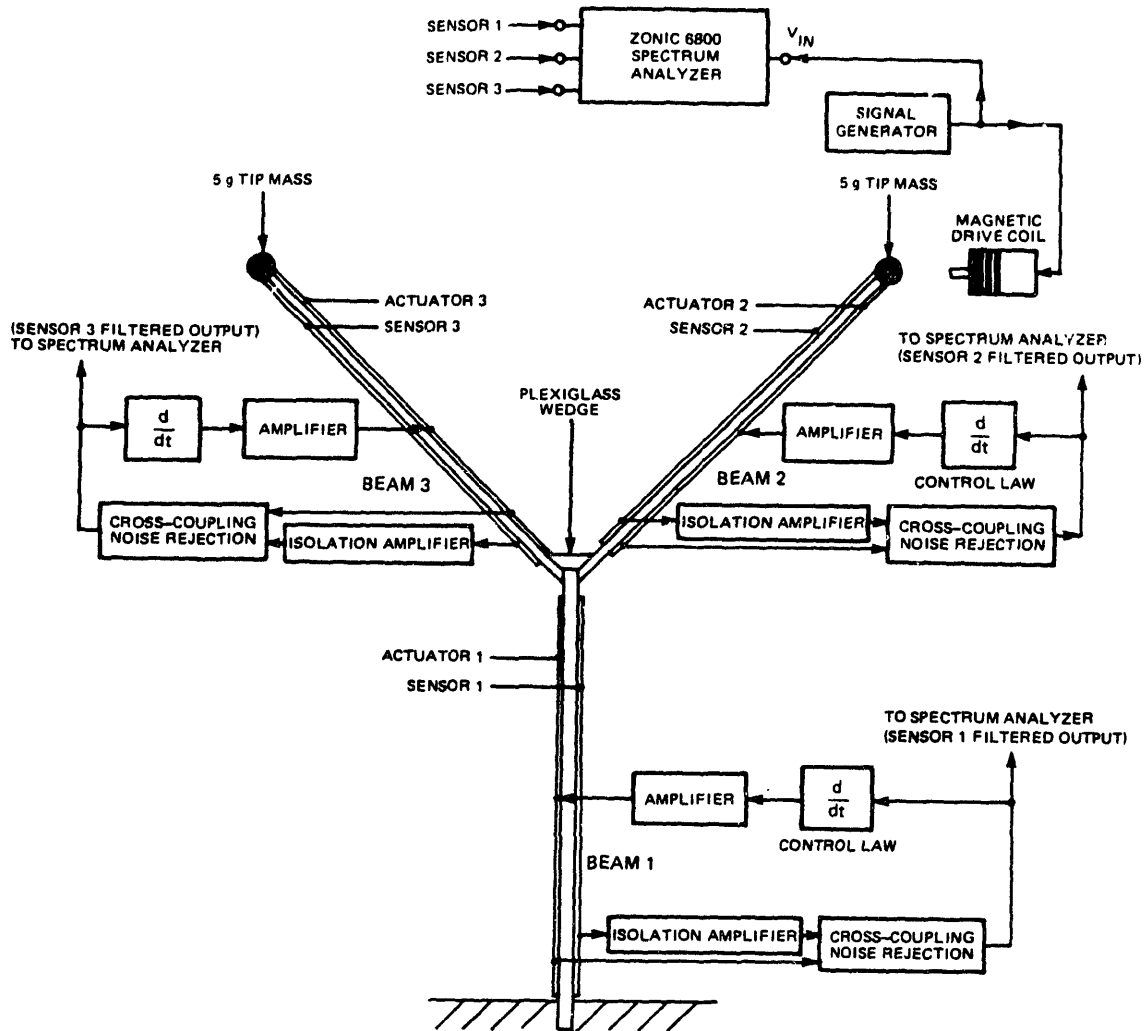 SENSOR 1
SENSOR 2
SENSOR 3
ZONIC 6800
SPECTRUM
ANALYZER
V_IN
SIGNAL
GENERATOR
5 g TIP MASS
5 g TIP MASS
MAGNETIC
DRIVE COIL
ACTUATOR 3
SENSOR 3
ACTUATOR 2
SENSOR 2
(SENSOR 3 FILTERED OUTPUT)
TO SPECTRUM ANALYZER
TO SPECTRUM ANALYZER
(SENSOR 2 FILTERED OUTPUT)
PLEXIGLASS
WEDGE
d
dt
AMPLIFIER
AMPLIFIER
d
dt
CONTROL LAW
BEAM 3
BEAM 2
CROSS-COUPLING
NOISE REJECTION
ISOLATION AMPLIFIER
ISOLATION AMPLIFIER
CROSS-COUPLING
NOISE REJECTION
ACTUATOR 1
SENSOR 1
TO SPECTRUM ANALYZER
(SENSOR 1 FILTERED OUTPUT)
AMPLIFIER
d
dt
CONTROL LAW
BEAM 1
ISOLATION AMPLIFIER
CROSS-COUPLING
NOISE REJECTION